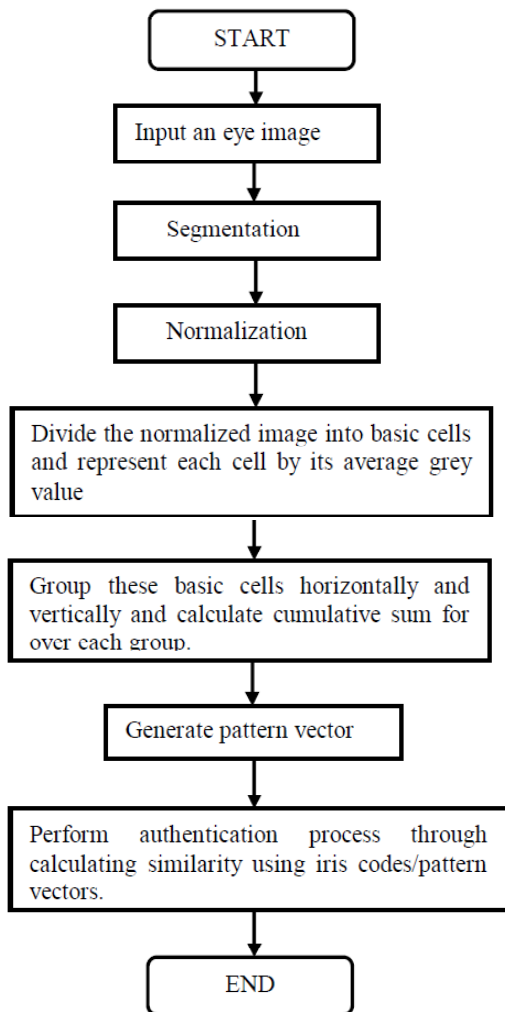 START
Input an eye image
Segmentation
Normalization
Divide the normalized image into basic cells
and represent each cell by its average grey
value
Group these basic cells horizontally and
vertically and calculate cumulative sum for
over each group.
Generate pattern vector
Perform authentication process through
calculating similarity using iris codes/pattern
vectors.
END